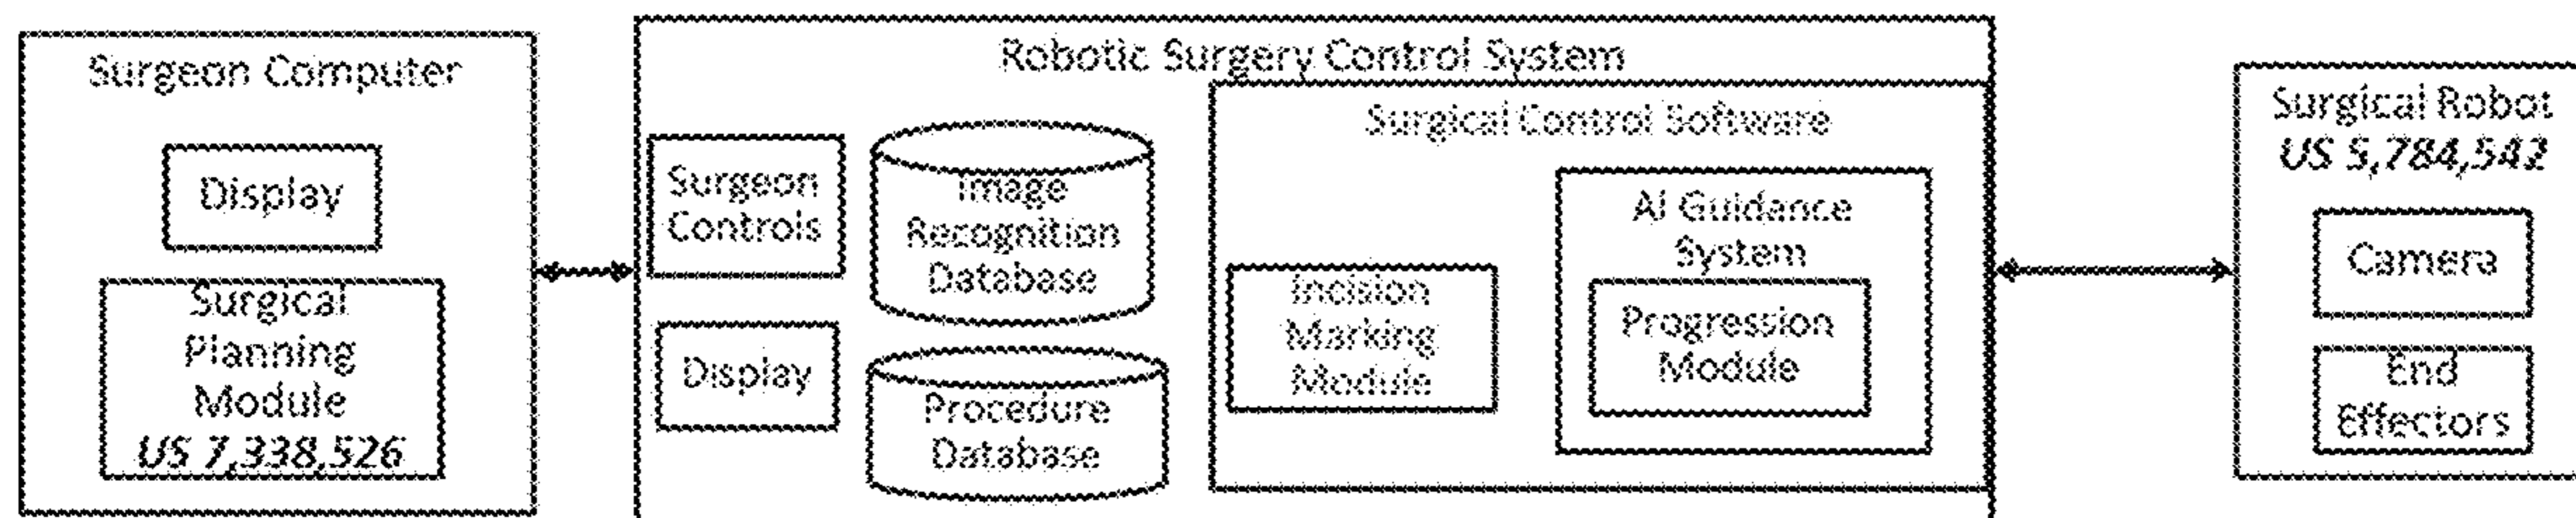 Surgeon Computer
Display
Surgical
Planning
Module
US 7,338,526
Robotic Surgery Control System
Surgeon
Controls
Display
Image
Recognition
Database
Procedure
Database
Surgical Control Software
Incision
Marking
Module
AI Guidance
System
Progression
Module
Surgical Robot
US 5,784,542
Camera
End
Effectors